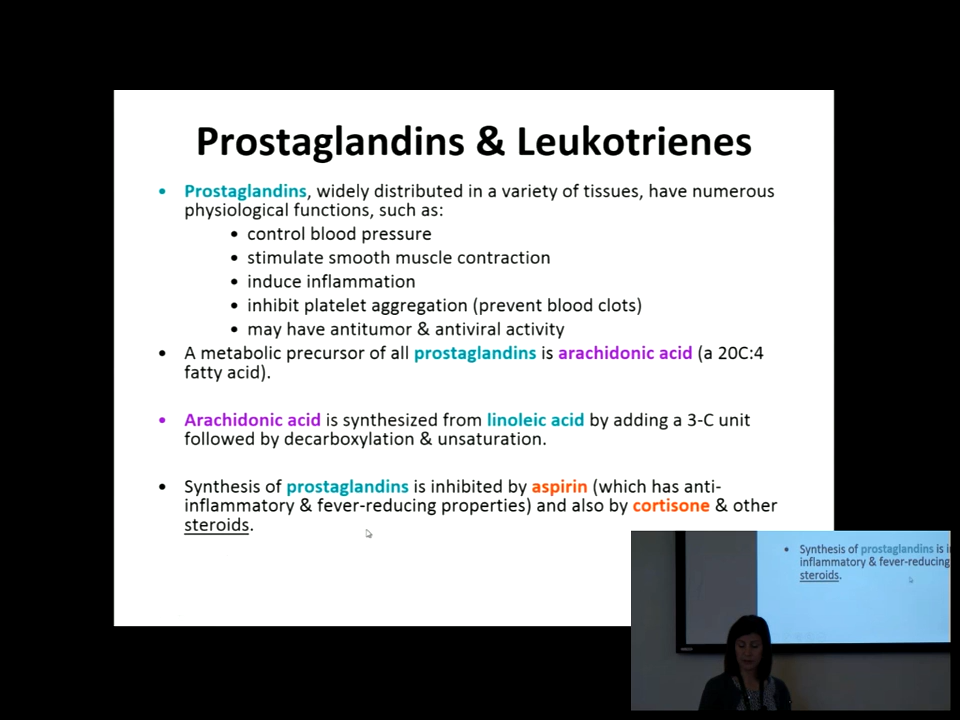 Prostaglandins & Leukotrienes
• Prostaglandins, widely distributed in a variety of tissues, have numerous
physiological functions, such as:
• control blood pressure
• stimulate smooth muscle contraction
• induce inflammation
• inhibit platelet aggregation (prevent blood clots)
• may have antitumor & antiviral activity
• A metabolic precursor of all prostaglandins is arachidonic acid (a 20C:4
fatty acid).
• Arachidonic acid is synthesized from linoleic acid by adding a 3-C unit
followed by decarboxylation & unsaturation.
• Synthesis of prostaglandins is inhibited by aspirin (which has anti-
inflammatory & fever-reducing properties) and also by cortisone & other
steroids.
• Synthesis of prostaglandins is
inflammatory & fever-reducing
steroids.